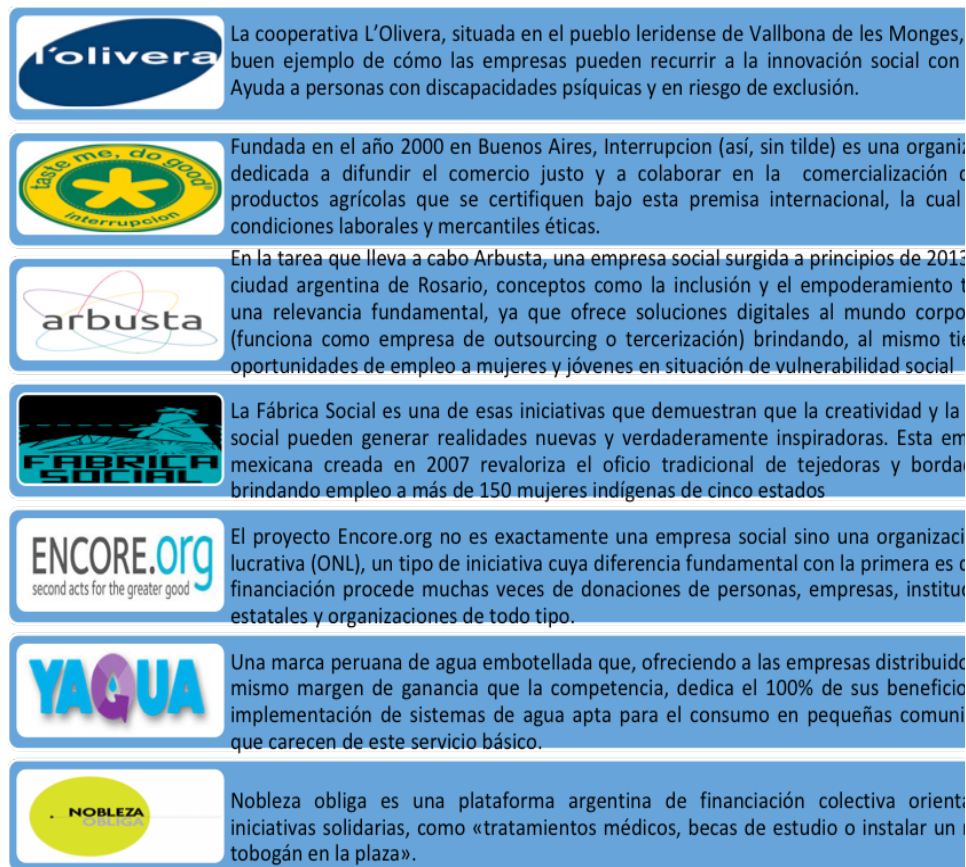 l'olivera
La cooperativa L'Olivera, situada en el pueblo leridense de Vallbona de les Monges,
buen ejemplo de cómo las empresas pueden recurrir a la innovación social con
Ayuda a personas con discapacidades psíquicas y en riesgo de exclusión.
taste me, do good®
interrupcion
Fundada en el año 2000 en Buenos Aires, Interrupcion (así, sin tilde) es una organiz
dedicada a difundir el comercio justo y a colaborar en la comercialización
productos agrícolas que se certifiquen bajo esta premisa internacional, la cual
condiciones laborales y mercantiles éticas.
arbusta
En la tarea que lleva a cabo Arbusta, una empresa social surgida a principios de 2013
ciudad argentina de Rosario, conceptos como la inclusión y el empoderamiento t
una relevancia fundamental, ya que ofrece soluciones digitales al mundo corpo
(funciona como empresa de outsourcing o tercerización) brindando, al mismo tie
oportunidades de empleo a mujeres y jóvenes en situación de vulnerabilidad social
FABRICA
SOCIAL
La Fábrica Social es una de esas iniciativas que demuestran que la creatividad y la
social pueden generar realidades nuevas y verdaderamente inspiradoras. Esta em
mexicana creada en 2007 revaloriza el oficio tradicional de tejedoras y borda
brindando empleo a más de 150 mujeres indígenas de cinco estados
ENCORE.org
second acts for the greater good
El proyecto Encore.org no es exactamente una empresa social sino una organizaci
lucrativa (ONL), un tipo de iniciativa cuya diferencia fundamental con la primera es
financiación procede muchas veces de donaciones de personas, empresas, instituc
estatales y organizaciones de todo tipo.
YAQUA
Una marca peruana de agua embotellada que, ofreciendo a las empresas distribuido
mismo margen de ganancia que la competencia, dedica el 100% de sus beneficio
implementación de sistemas de agua apta para el consumo en pequeñas comuni
que carecen de este servicio básico.
NOBLEZA
OBLIGA
Nobleza obliga es una plataforma argentina de financiación colectiva orient
iniciativas solidarias, como «tratamientos médicos, becas de estudio o instalar un
tobogán en la plaza».